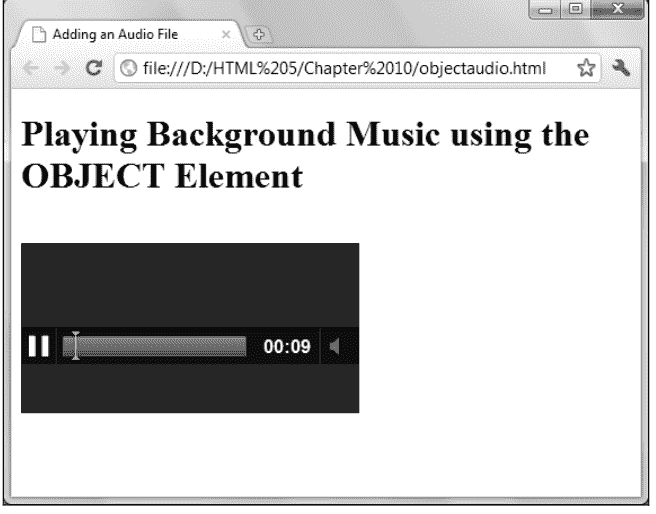 Adding an Audio File
file:///D:/HTML%205/Chapter%2010/objectaudio.html
Playing Background Music using the
OBJECT Element
00:09